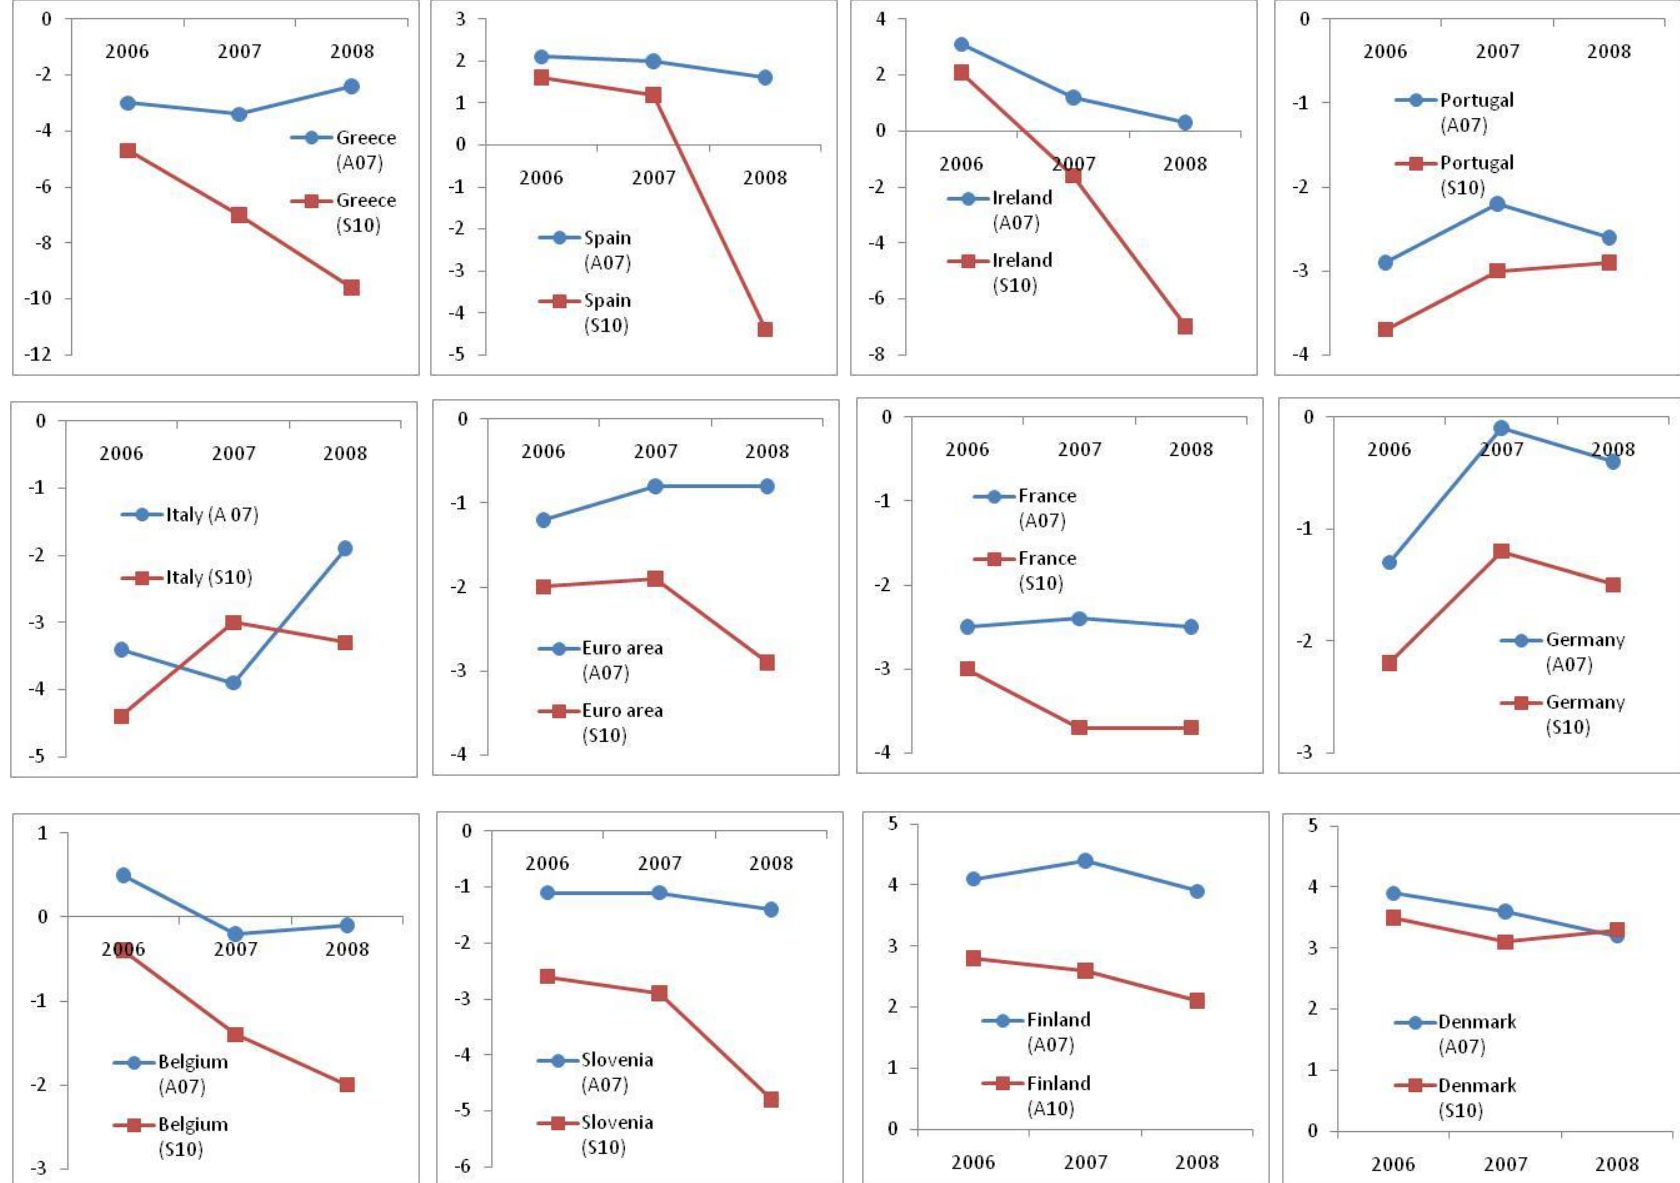 0
2006 2007 2008
-2
-4
Greece
(A07)
-6
Greece
(S10)
-8
-10
-12
3
2
1
0
2006 2007 2008
-1
-2
Spain
(A07)
-3
Spain
(S10)
-4
-5
4
2
0
2006 2007 2008
-2
Ireland
(A07)
-4
Ireland
(S10)
-6
-8
0
2006 2007 2008
-1
Portugal
(A07)
Portugal
(S10)
-2
-3
-4
0
2006 2007 2008
-1
Italy (A 07)
-2
Italy (S10)
-3
-4
-5
0
2006 2007 2008
-1
-2
Euro area
(A07)
-3
Euro area
(S10)
-4
0
2006 2007 2008
-1
France
(A07)
France
(S10)
-2
-3
-4
0
2006 2007 2008
-1
-2
Germany
(A07)
Germany
(S10)
-3
1
0
2006 2007 2008
-1
Belgium
(A07)
-2
Belgium
(S10)
-3
0
2006 2007 2008
-1
-2
-3
-4
Slovenia
(A07)
-5
Slovenia
(S10)
-6
5
4
3
2
Finland
(A07)
1
Finland
(A10)
0
2006 2007 2008
5
4
3
2
Denmark
(A07)
1
Denmark
(S10)
0
2006 2007 2008